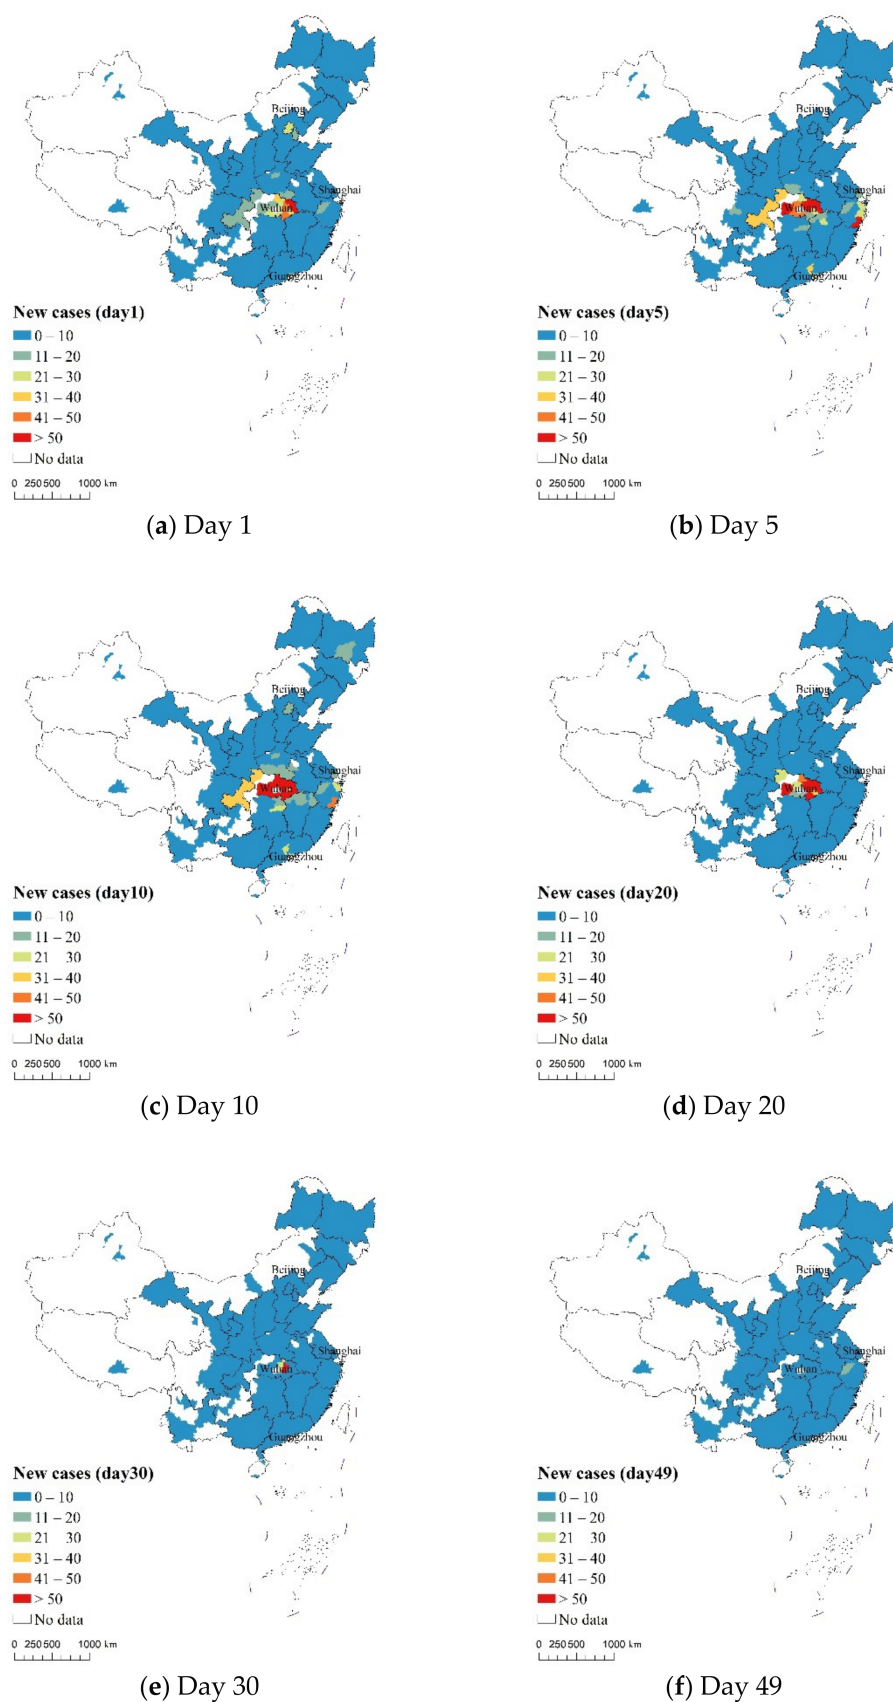 Beijing
Shanghai
Wuhan
Guangzhou
New cases (day1)
0 – 10
11 – 20
21 – 30
31 – 40
41 – 50
> 50
No data
0 250 500 1000 km
(a) Day 1
Beijing
Shanghai
Wuhan
Guangzhou
New cases (day5)
0 – 10
11 – 20
21 – 30
31 – 40
41 – 50
> 50
No data
0 250 500 1000 km
(b) Day 5
Beijing
Shanghai
Wuhan
Guangzhou
New cases (day10)
0 – 10
11 – 20
21 30
31 – 40
41 – 50
> 50
No data
0 250 500 1000 km
(c) Day 10
Beijing
Shanghai
Wuhan
Guangzhou
New cases (day20)
0 – 10
11 – 20
21 30
31 – 40
41 – 50
> 50
No data
0 250 500 1000 km
(d) Day 20
Beijing
Shanghai
Wuhan
Guangzhou
New cases (day30)
0 – 10
11 – 20
21 30
31 – 40
41 – 50
> 50
No data
0 250 500 1000 km
(e) Day 30
Beijing
Shanghai
Wuhan
Guangzhou
New cases (day49)
0 – 10
11 – 20
21 30
31 – 40
41 – 50
> 50
No data
0 250 500 1000 km
(f) Day 49